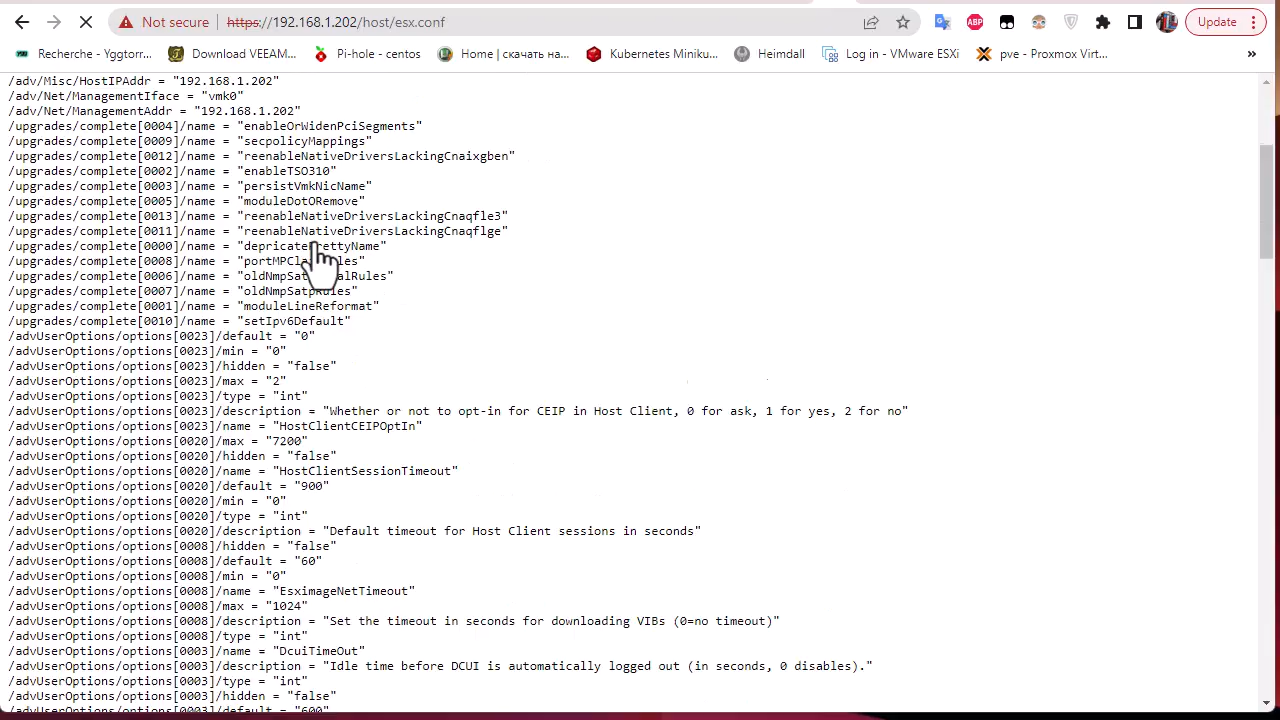 Not secure https://192.168.1.202/host/esx.conf Update
Recherche - Yggtorr... Download VEEAM... Pi-hole - centos Home | скачать на... Kubernetes Miniku... Heimdall Log in - VMware ESXi pve - Proxmox Virt... »
/adv/Misc/HostIPAddr = "192.168.1.202"
/adv/Net/ManagementIface = "vmk0"
/adv/Net/ManagementAddr = "192.168.1.202"
/upgrades/complete[0004]/name = "enableOrWidenPciSegments"
/upgrades/complete[0009]/name = "secpolicyMappings"
/upgrades/complete[0012]/name = "reenableNativeDriversLackingCnaixgben"
/upgrades/complete[0002]/name = "enableTSO310"
/upgrades/complete[0003]/name = "persistVmkNicName"
/upgrades/complete[0005]/name = "moduleDotORemove"
/upgrades/complete[0013]/name = "reenableNativeDriversLackingCnaqfle3"
/upgrades/complete[0011]/name = "reenableNativeDriversLackingCnaqflge"
/upgrades/complete[0000]/name = "depricatePrettyName"
/upgrades/complete[0008]/name =
/upgrades/complete[0006]/name =
/upgrades/complete[0007]/name = "oldNmpSatpRules"
/upgrades/complete[0001]/name = "moduleLineReformat"
/upgrades/complete[0010]/name = "setIpv6Default"
/advUserOptions/options[0023]/default = "0"
/advUserOptions/options[0023]/min = "0"
/advUserOptions/options[0023]/hidden = "false"
/advUserOptions/options[0023]/max = "2"
/advUserOptions/options[0023]/type = "int"
/advUserOptions/options[0023]/description = "Whether or not to opt-in for CEIP in Host Client, 0 for ask, 1 for yes, 2 for no"
/advUserOptions/options[0023]/name = "HostClientCEIPOptIn"
/advUserOptions/options[0020]/max = "7200"
/advUserOptions/options[0020]/hidden = "false"
/advUserOptions/options[0020]/name = "HostClientSessionTimeout"
/advUserOptions/options[0020]/default = "900"
/advUserOptions/options[0020]/min = "0"
/advUserOptions/options[0020]/type = "int"
/advUserOptions/options[0020]/description = "Default timeout for Host Client sessions in seconds"
/advUserOptions/options[0008]/hidden = "false"
/advUserOptions/options[0008]/default = "60"
/advUserOptions/options[0008]/min = "0"
/advUserOptions/options[0008]/name = "EsximageNetTimeout"
/advUserOptions/options[0008]/max = "1024"
/advUserOptions/options[0008]/description = "Set the timeout in seconds for downloading VIBs (0=no timeout)"
/advUserOptions/options[0008]/type = "int"
/advUserOptions/options[0003]/name = "DcuiTimeOut"
/advUserOptions/options[0003]/description = "Idle time before DCUI is automatically logged out (in seconds, 0 disables)."
/advUserOptions/options[0003]/type = "int"
/advUserOptions/options[0003]/hidden = "false"
/advUserOptions/options[0003]/default = "600"